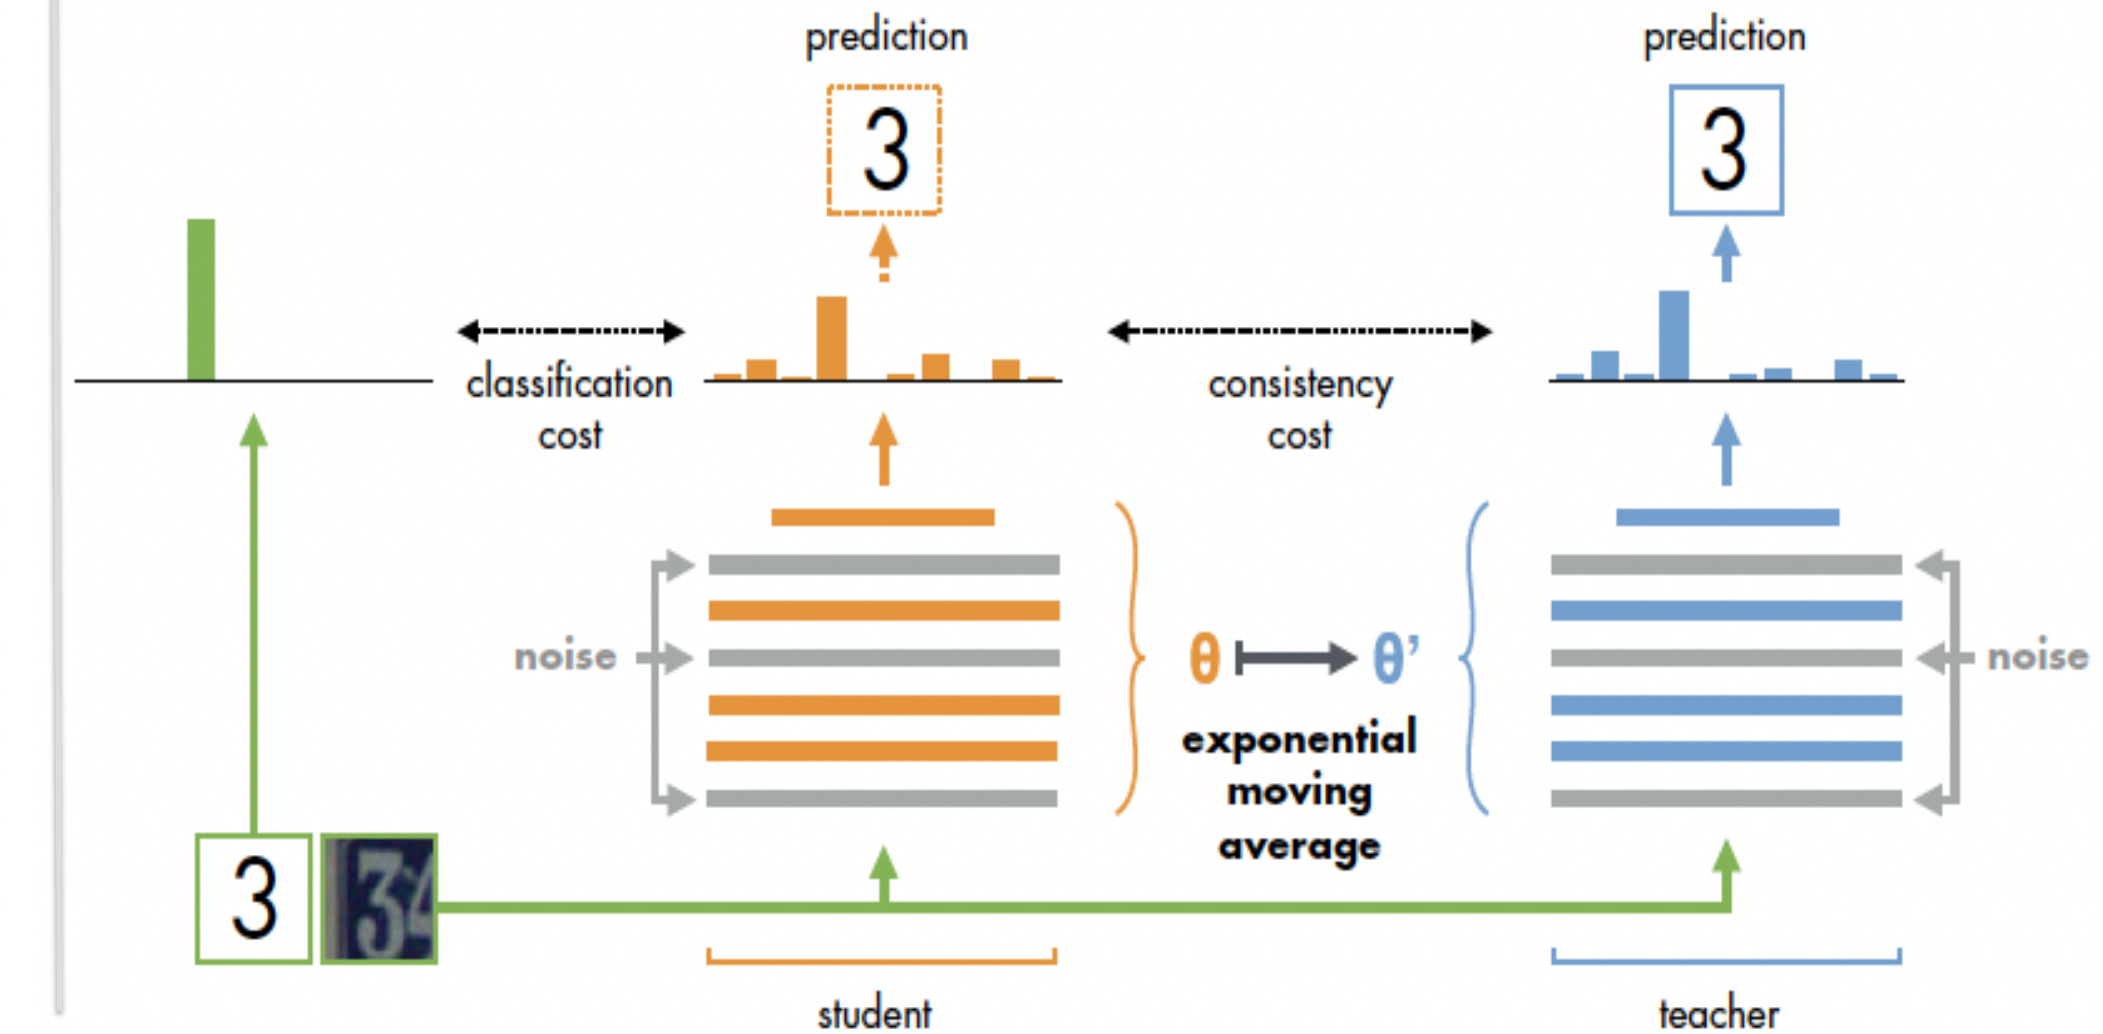 prediction
prediction
3
3
classification
cost
consistency
cost
noise
θ
θ’
noise
exponential
moving
average
3
34
student
teacher